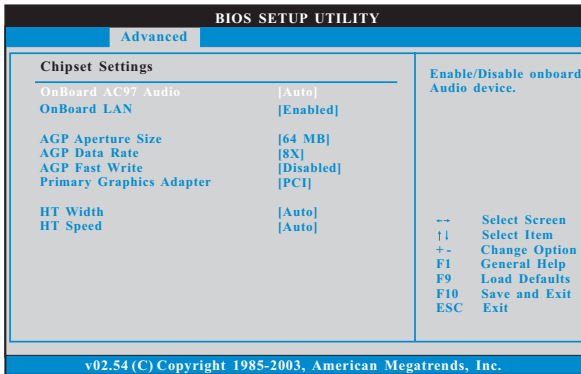 BIOS SETUP UTILITY
Advanced
Chipset Settings
OnBoard AC97 Audio [Auto]
OnBoard LAN [Enabled]
AGP Aperture Size [64 MB]
AGP Data Rate [8X]
AGP Fast Write [Disabled]
Primary Graphics Adapter [PCI]
HT Width [Auto]
HT Speed [Auto]
Enable/Disable onboard
Audio device.
←→ Select Screen
↑↓ Select Item
+ - Change Option
F1 General Help
F9 Load Defaults
F10 Save and Exit
ESC Exit
v02.54 (C) Copyright 1985-2003, American Megatrends, Inc.